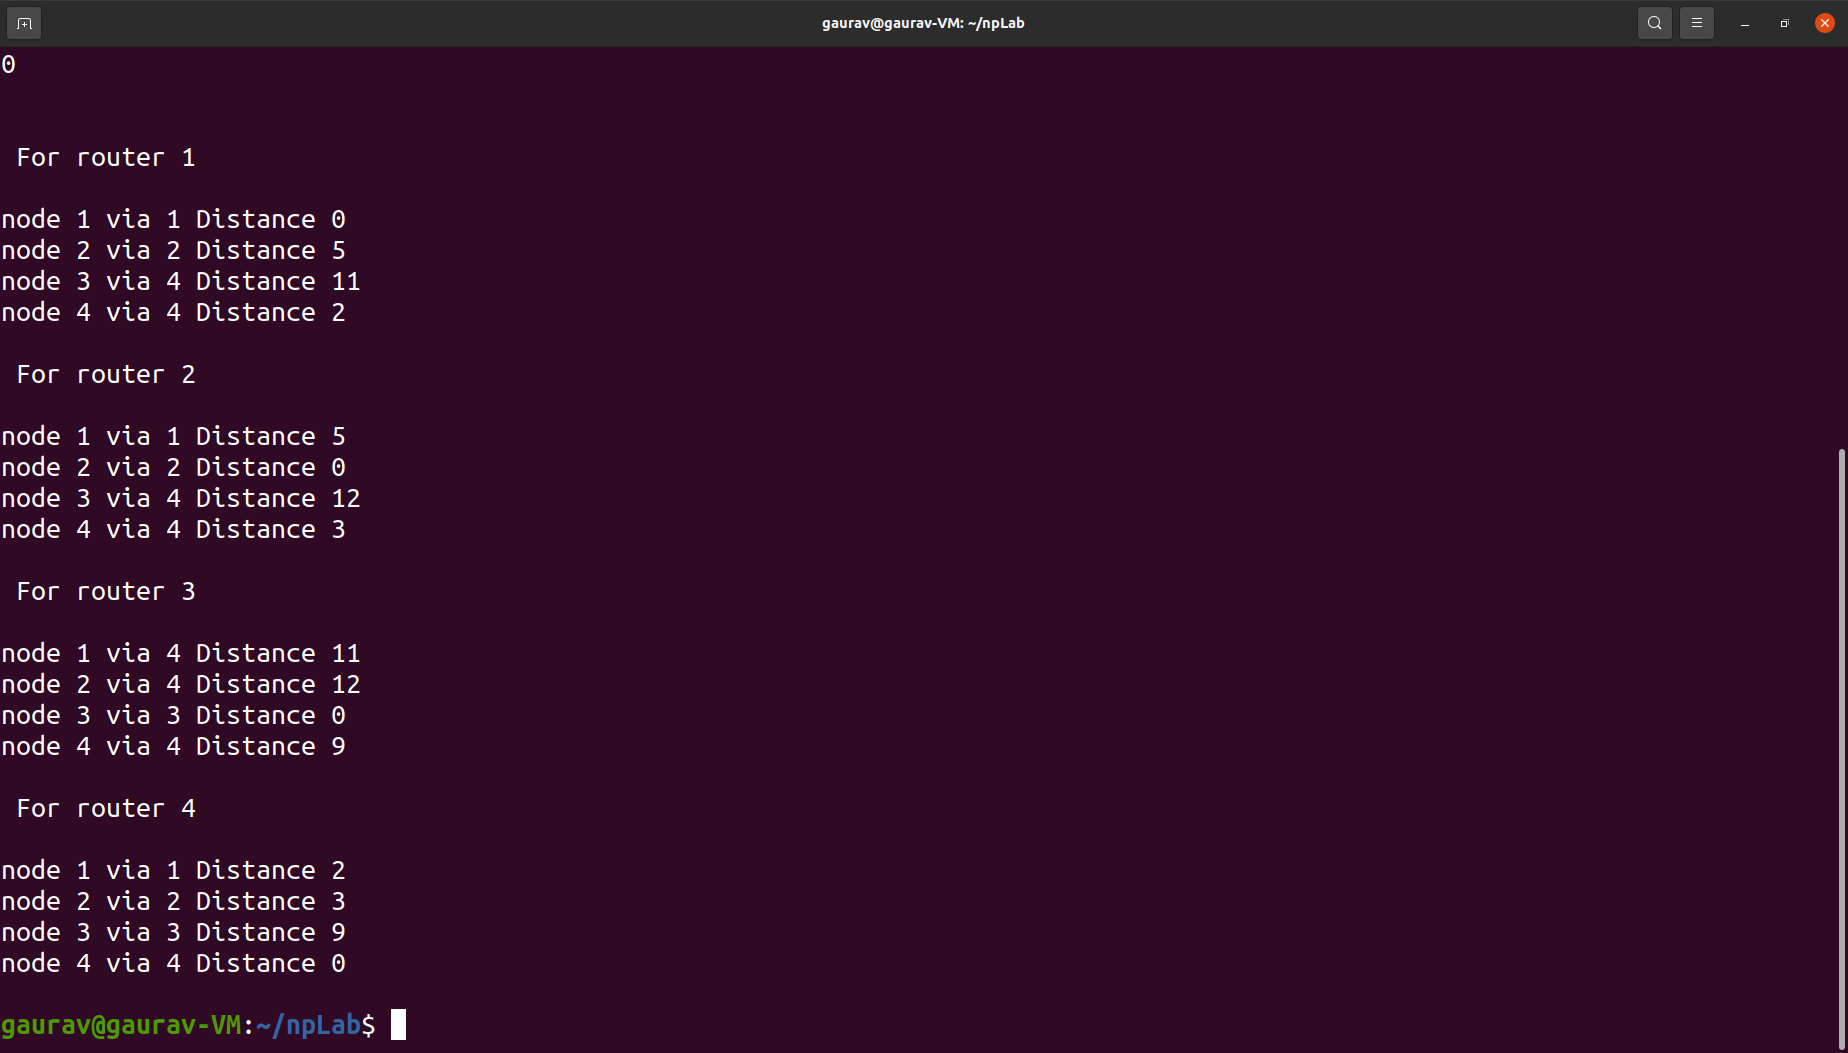 gaurav@gaurav-VM: ~/npLab
0
For router 1
node 1 via 1 Distance 0
node 2 via 2 Distance 5
node 3 via 4 Distance 11
node 4 via 4 Distance 2
For router 2
node 1 via 1 Distance 5
node 2 via 2 Distance 0
node 3 via 4 Distance 12
node 4 via 4 Distance 3
For router 3
node 1 via 4 Distance 11
node 2 via 4 Distance 12
node 3 via 3 Distance 0
node 4 via 4 Distance 9
For router 4
node 1 via 1 Distance 2
node 2 via 2 Distance 3
node 3 via 3 Distance 9
node 4 via 4 Distance 0
gaurav@gaurav-VM:~/npLab$